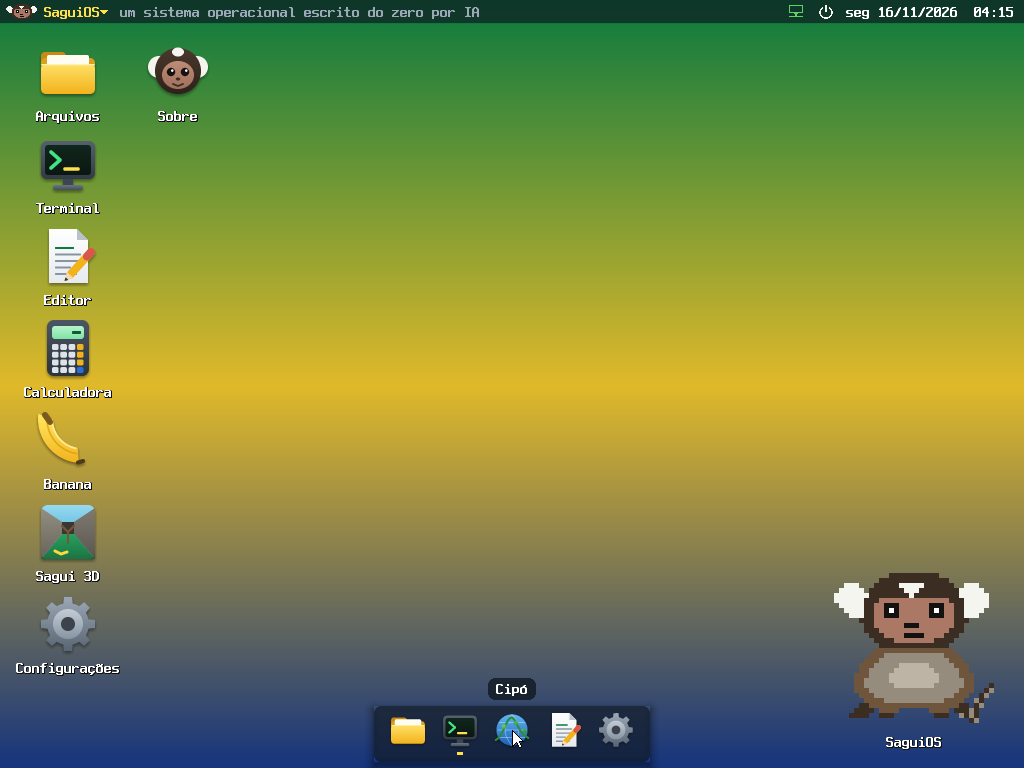 SaguiOS um sistema operacional escrito do zero por IA seg 16/11/2026 04:15
Arquivos Sobre
Terminal
Editor
Calculadora
Banana
Sagui 3D
Configurações
Cipó
SaguiOS